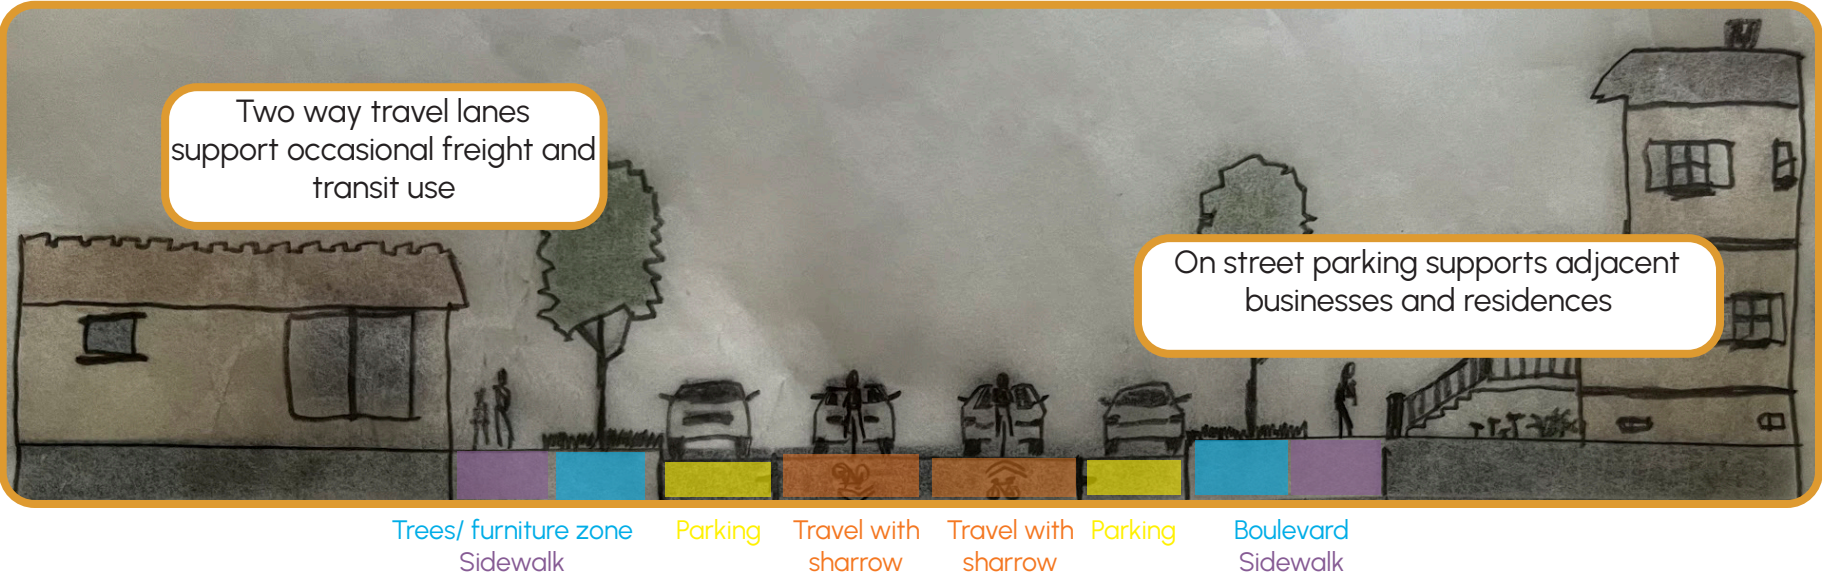 Two way travel lanes
support occasional freight and
transit use
On street parking supports adjacent
businesses and residences
Trees/ furniture zone
Sidewalk
Parking
Travel with
sharrow
Travel with
sharrow
Parking
Boulevard
Sidewalk